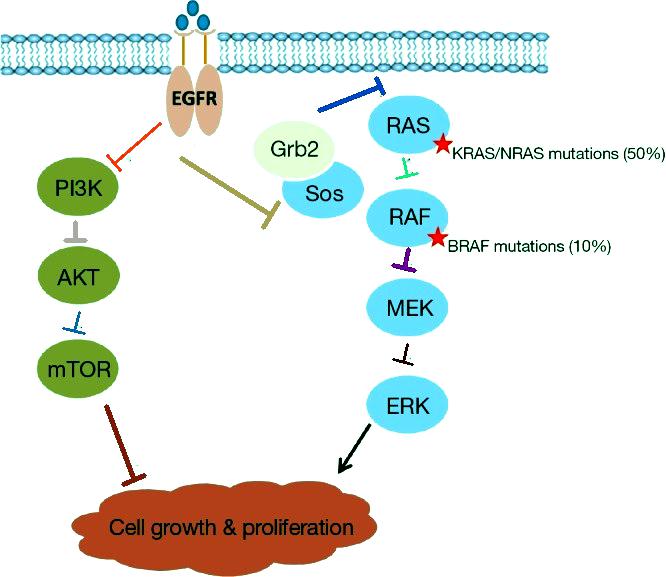 EGFR
Grb2
RAS
KRAS/NRAS mutations (50%)
PI3K
Sos
RAF
BRAF mutations (10%)
AKT
MEK
mTOR
ERK
Cell growth & proliferation